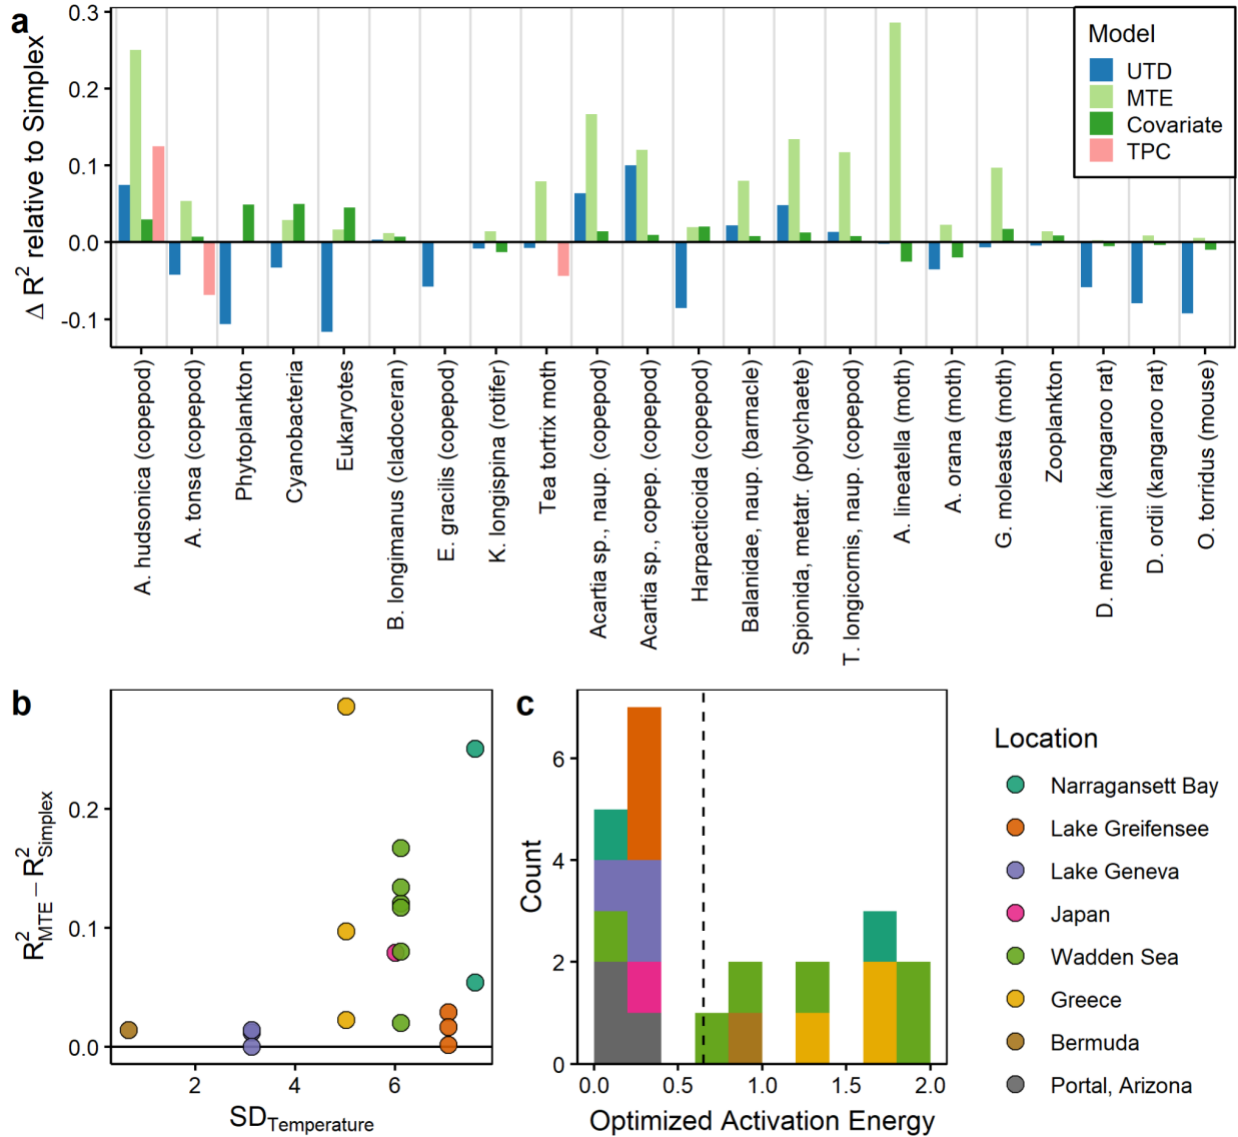 a
Δ R² relative to Simplex
0.3
0.2
0.1
0.0
-0.1
Model
UTD
MTE
Covariate
TPC
A. hudsonica (copepod)
A. tonsa (copepod)
Phytoplankton
Cyanobacteria
Eukaryotes
B. longimanus (cladoceran)
E. gracilis (copepod)
K. longispina (rotifer)
Tea tortrix moth
Acartia sp., naup. (copepod)
Acartia sp., copep. (copepod)
Harpacticoida (copepod)
Balanidae, naup. (barnacle)
Spionida, metatr. (polychaete)
T. longicornis, naup. (copepod)
A. lineatella (moth)
A. orana (moth)
G. moleasta (moth)
Zooplankton
D. merriami (kangaroo rat)
D. ordii (kangaroo rat)
O. torridus (mouse)
b
R²MTE − R²Simplex
0.2
0.1
0.0
2 4 6
SDTemperature
c
Count
6
4
2
0
0.0 0.5 1.0 1.5 2.0
Optimized Activation Energy
Location
Narragansett Bay
Lake Greifensee
Lake Geneva
Japan
Wadden Sea
Greece
Bermuda
Portal, Arizona